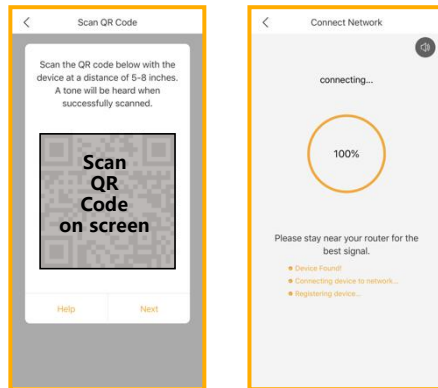 Scan QR Code
Scan the QR code below with the
device at a distance of 5-8 inches.
A tone will be heard when
successfully scanned.
Scan
QR
Code
on screen
Help
Next
Connect Network
connecting...
100%
Please stay near your router for the
best signal.
Device Found!
Connecting device to network...
Registering device...